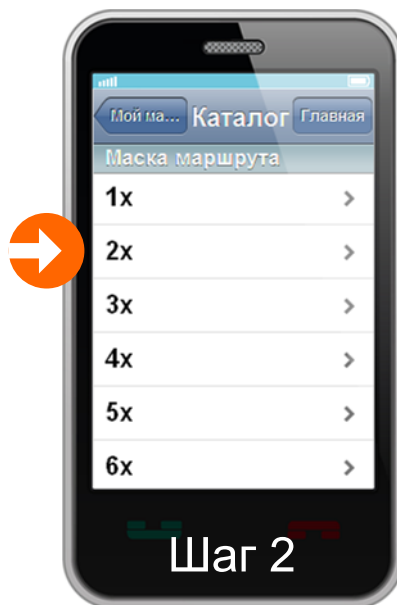 Мой ма... Каталог Главная
Маска маршрута
1x
2x
3x
4x
5x
6x
Шаг 2